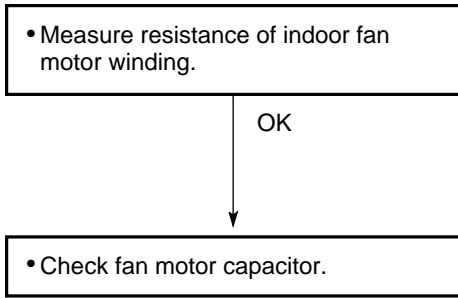 • Measure resistance of indoor fan
motor winding.
OK
• Check fan motor capacitor.